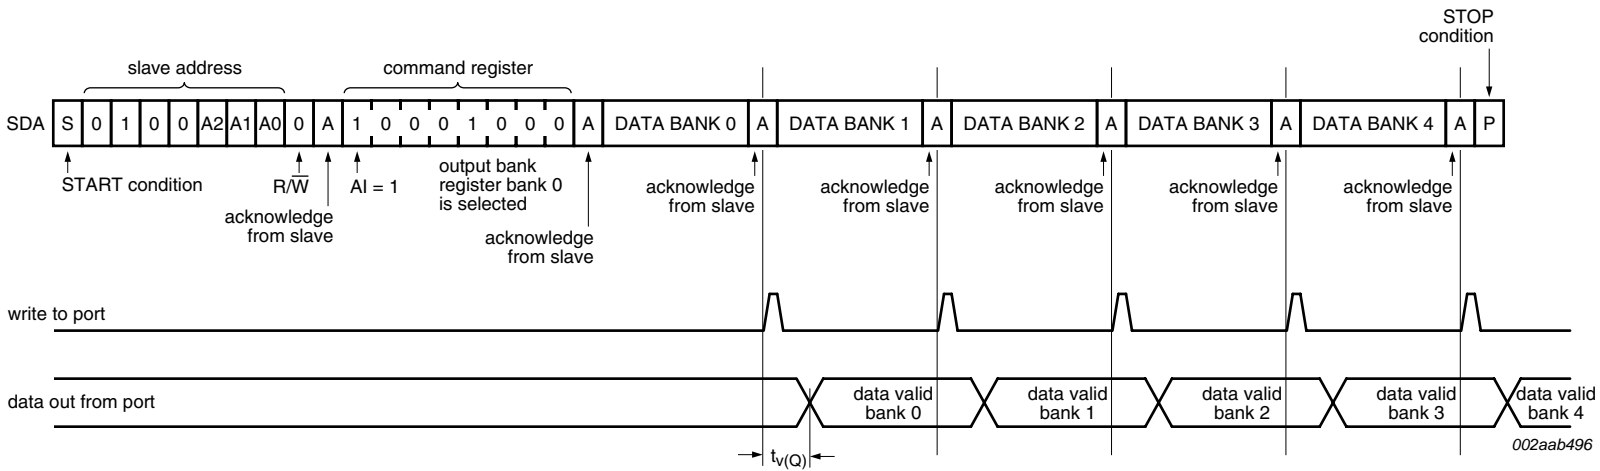 STOP
condition
slave address
command register
SDA S 0 1 0 0 A2 A1 A0 0 A 1 0 0 0 1 0 0 0 A DATA BANK 0 A DATA BANK 1 A DATA BANK 2 A DATA BANK 3 A DATA BANK 4 A P
START condition
R/W̅
acknowledge
from slave
AI = 1
output bank
register bank 0
is selected
acknowledge
from slave
acknowledge
from slave
acknowledge
from slave
acknowledge
from slave
acknowledge
from slave
acknowledge
from slave
write to port
data out from port
data valid
bank 0
data valid
bank 1
data valid
bank 2
data valid
bank 3
data valid
bank 4
tv(Q)
002aab496